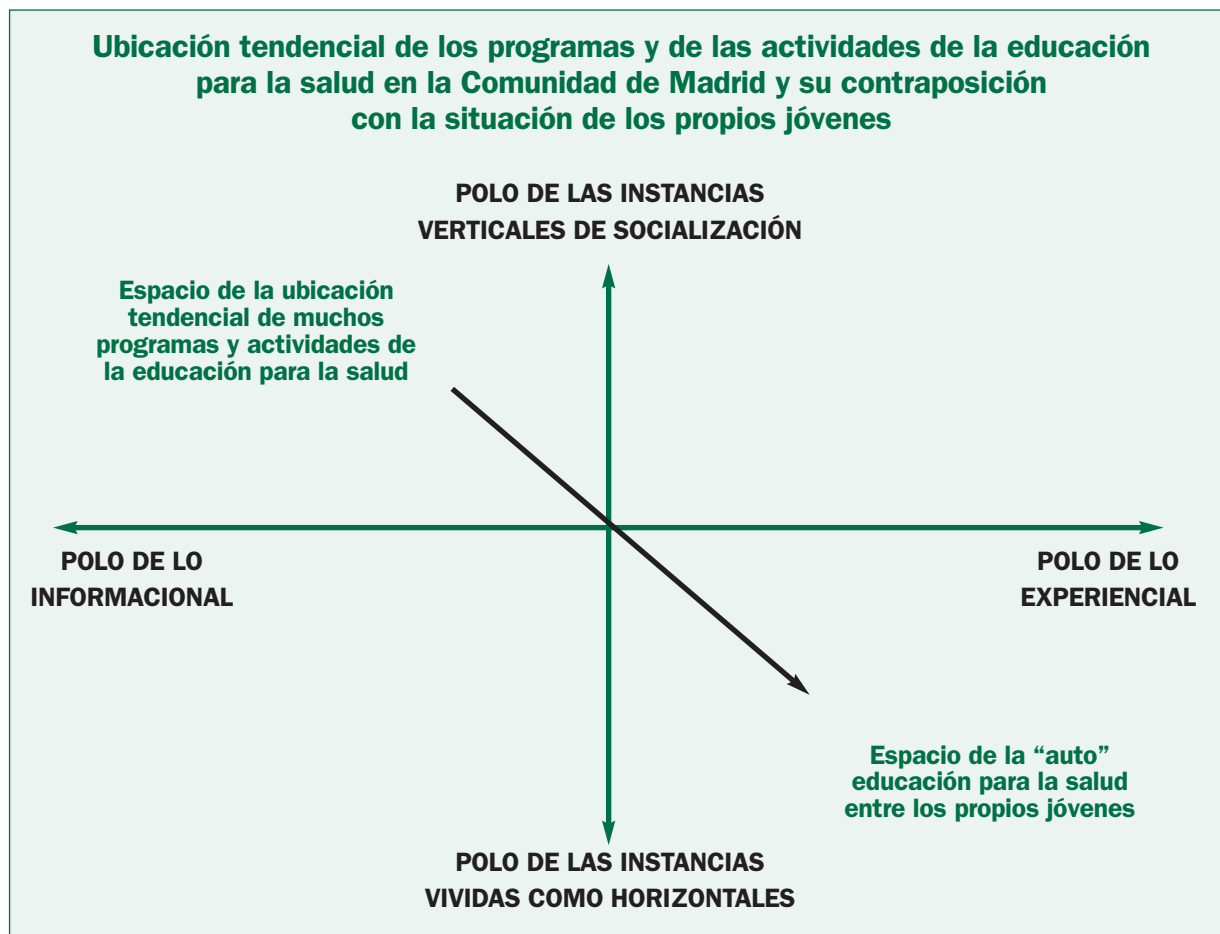 Ubicación tendencial de los programas y de las actividades de la educación
para la salud en la Comunidad de Madrid y su contraposición
con la situación de los propios jóvenes
POLO DE LAS INSTANCIAS
VERTICALES DE SOCIALIZACIÓN
Espacio de la ubicación
tendencial de muchos
programas y actividades de
la educación para la salud
POLO DE LO
INFORMACIONAL
POLO DE LO
EXPERIENCIAL
Espacio de la “auto”
educación para la salud
entre los propios jóvenes
POLO DE LAS INSTANCIAS
VIVIDAS COMO HORIZONTALES